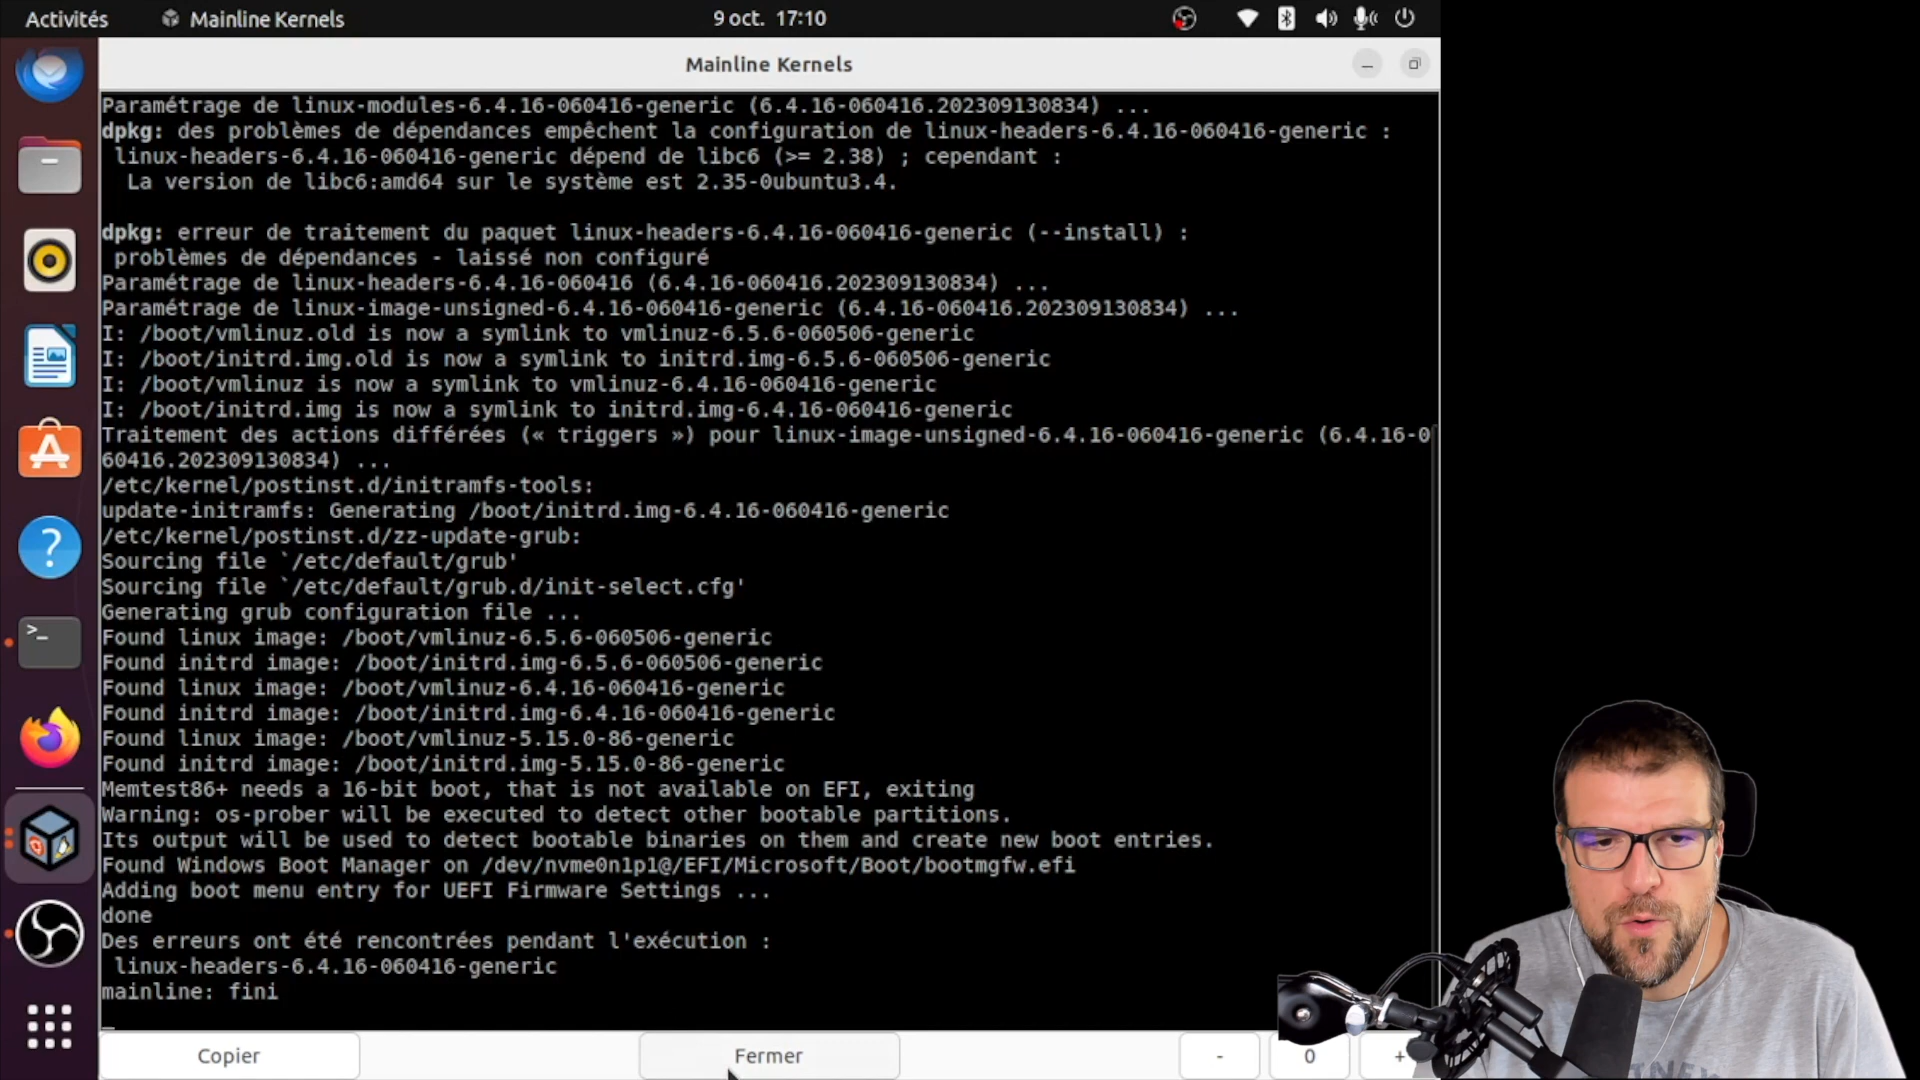 Activités
Mainline Kernels
9 oct. 17:10
Mainline Kernels
Paramétrage de linux-modules-6.4.16-060416-generic (6.4.16-060416.202309130834) ...
dpkg: des problèmes de dépendances empêchent la configuration de linux-headers-6.4.16-060416-generic :
linux-headers-6.4.16-060416-generic dépend de libc6 (>= 2.38) ; cependant :
La version de libc6:amd64 sur le système est 2.35-0ubuntu3.4.
dpkg: erreur de traitement du paquet linux-headers-6.4.16-060416-generic (--install) :
problèmes de dépendances - laissé non configuré
Paramétrage de linux-headers-6.4.16-060416 (6.4.16-060416.202309130834) ...
Paramétrage de linux-image-unsigned-6.4.16-060416-generic (6.4.16-060416.202309130834) ...
I: /boot/vmlinuz.old is now a symlink to vmlinuz-6.5.6-060506-generic
I: /boot/initrd.img.old is now a symlink to initrd.img-6.5.6-060506-generic
I: /boot/vmlinuz is now a symlink to vmlinuz-6.4.16-060416-generic
I: /boot/initrd.img is now a symlink to initrd.img-6.4.16-060416-generic
Traitement des actions différées (« triggers ») pour linux-image-unsigned-6.4.16-060416-generic (6.4.16-0
60416.202309130834) ...
/etc/kernel/postinst.d/initramfs-tools:
update-initramfs: Generating /boot/initrd.img-6.4.16-060416-generic
/etc/kernel/postinst.d/zz-update-grub:
Sourcing file `/etc/default/grub'
Sourcing file `/etc/default/grub.d/init-select.cfg'
Generating grub configuration file ...
Found linux image: /boot/vmlinuz-6.5.6-060506-generic
Found initrd image: /boot/initrd.img-6.5.6-060506-generic
Found linux image: /boot/vmlinuz-6.4.16-060416-generic
Found initrd image: /boot/initrd.img-6.4.16-060416-generic
Found linux image: /boot/vmlinuz-5.15.0-86-generic
Found initrd image: /boot/initrd.img-5.15.0-86-generic
Memtest86+ needs a 16-bit boot, that is not available on EFI, exiting
Warning: os-prober will be executed to detect other bootable partitions.
Its output will be used to detect bootable binaries on them and create new boot entries.
Found Windows Boot Manager on /dev/nvme0n1p1@/EFI/Microsoft/Boot/bootmgfw.efi
Adding boot menu entry for UEFI Firmware Settings ...
done
Des erreurs ont été rencontrées pendant l'exécution :
linux-headers-6.4.16-060416-generic
mainline: fini
Copier
Fermer
- 0 +